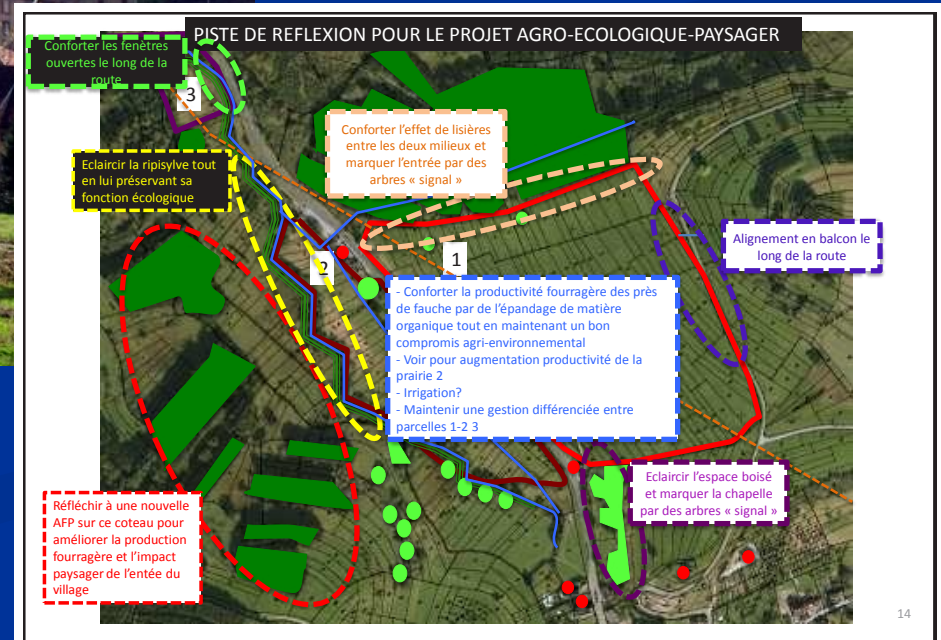 PISTE DE REFLEXION POUR LE PROJET AGRO-ECOLOGIQUE-PAYSAGER
Conforter les fenêtres
ouvertes le long de la
route
3
Conforter l'effet de lisières
entre les deux milieux et
marquer l'entrée par des
arbres « signal »
Eclaircir la ripisylve tout
en lui préservant sa
fonction écologique
Alignement en balcon le
long de la route
1
2
- Conforter la productivité fourragère des près
de fauche par de l'épandage de matière
organique tout en maintenant un bon
compromis agri-environnemental
- Voir pour augmentation productivité de la
prairie 2
- Irrigation?
- Maintenir une gestion différenciée entre
parcelles 1-2 3
Eclaircir l'espace boisé
et marquer la chapelle
par des arbres « signal »
Réfléchir à une nouvelle
AFP sur ce coteau pour
améliorer la production
fourragère et l'impact
paysager de l'entée du
village
14